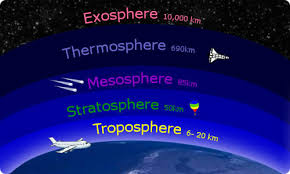 Exosphere 10,000 km
Thermosphere 690km
Mesosphere 85km
Stratosphere 50km
Troposphere 6- 20 km